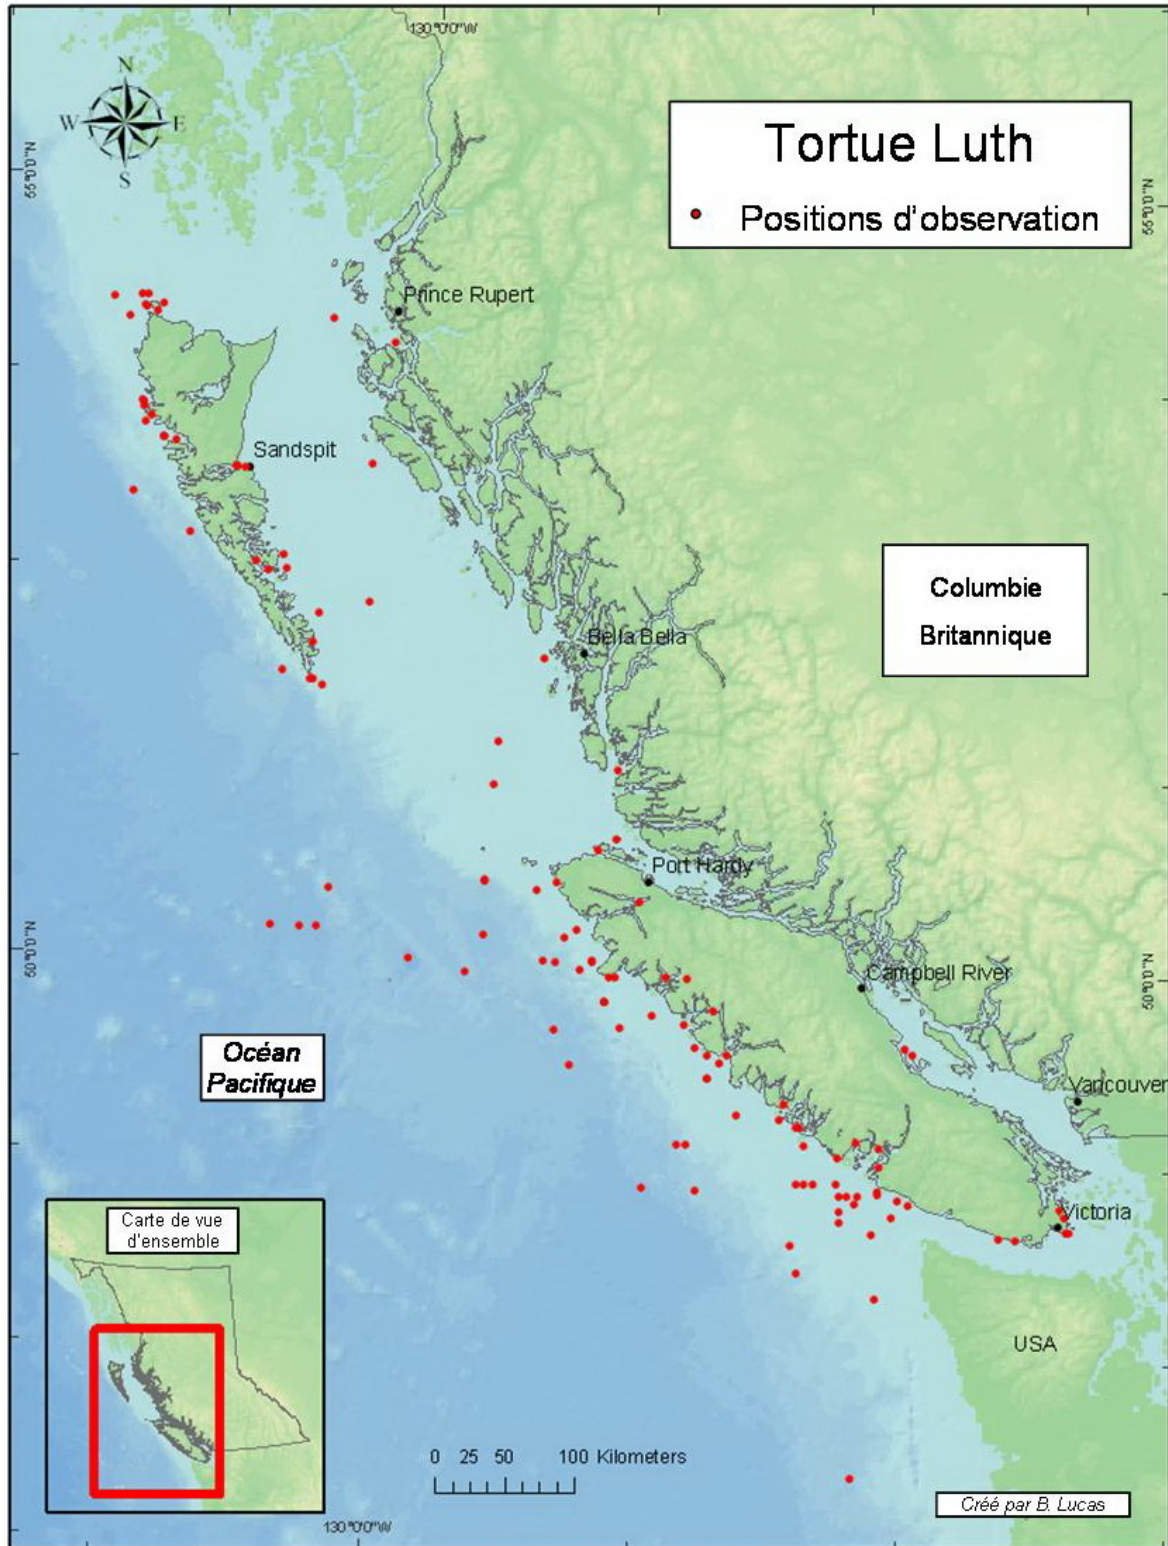 130°0'0"W
N
W E
S
Tortue Luth
Positions d'observation
55°0'0"N
55°0'0"N
Prince Rupert
Sandspit
Columbie
Britannique
Bella Bella
Port Hardy
50°0'0"N
50°0'0"N
Campbell River
Océan
Pacifique
Vancouver
Carte de vue
d'ensemble
Victoria
USA
0 25 50 100 Kilometers
Créé par B. Lucas
130°0'0"W